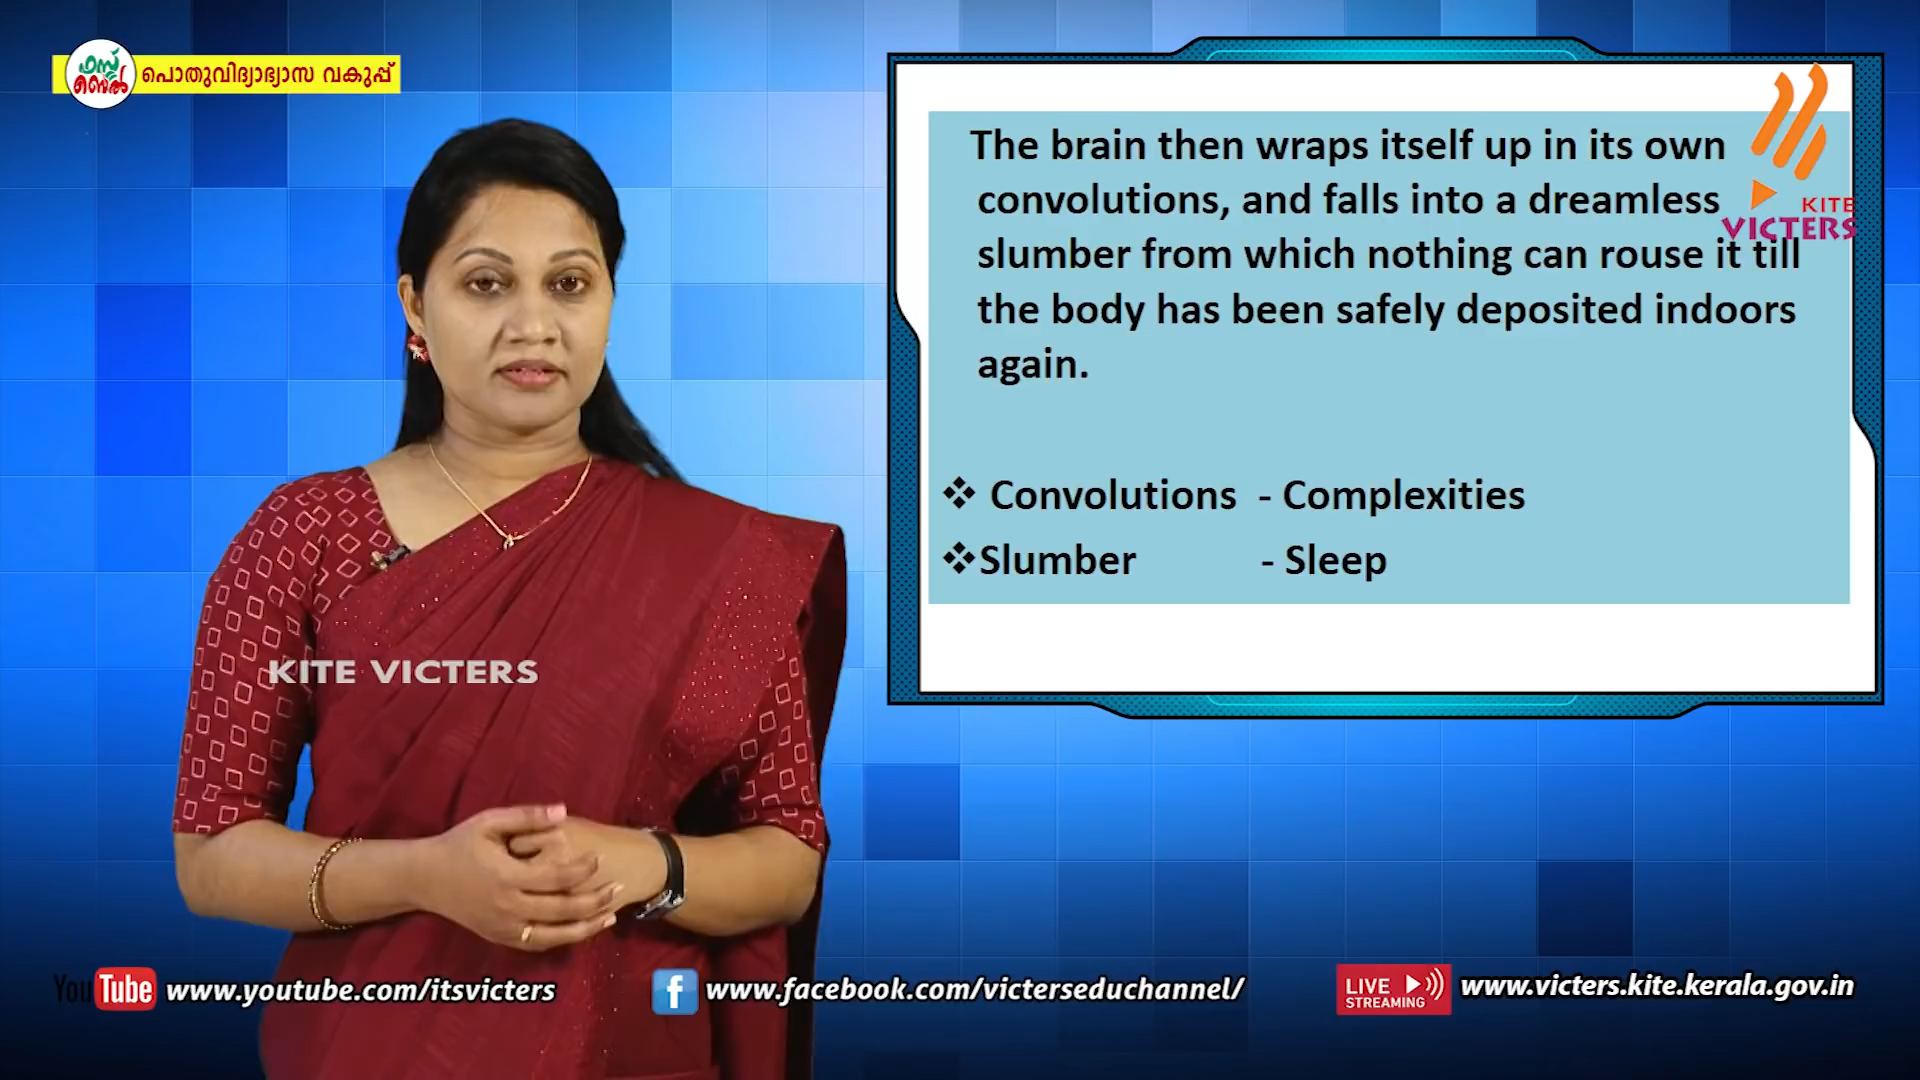 ഫസ്റ്റ്
ബെൽ
പൊതുവിദ്യാഭ്യാസ വകുപ്പ്
The brain then wraps itself up in its own
convolutions, and falls into a dreamless
slumber from which nothing can rouse it till
the body has been safely deposited indoors
again.
❖ Convolutions - Complexities
❖Slumber - Sleep
KITE
VICTERS
KITE VICTERS
YouTube www.youtube.com/itsvicters
f www.facebook.com/victerseduchannel/
LIVE
STREAMING
www.victers.kite.kerala.gov.in